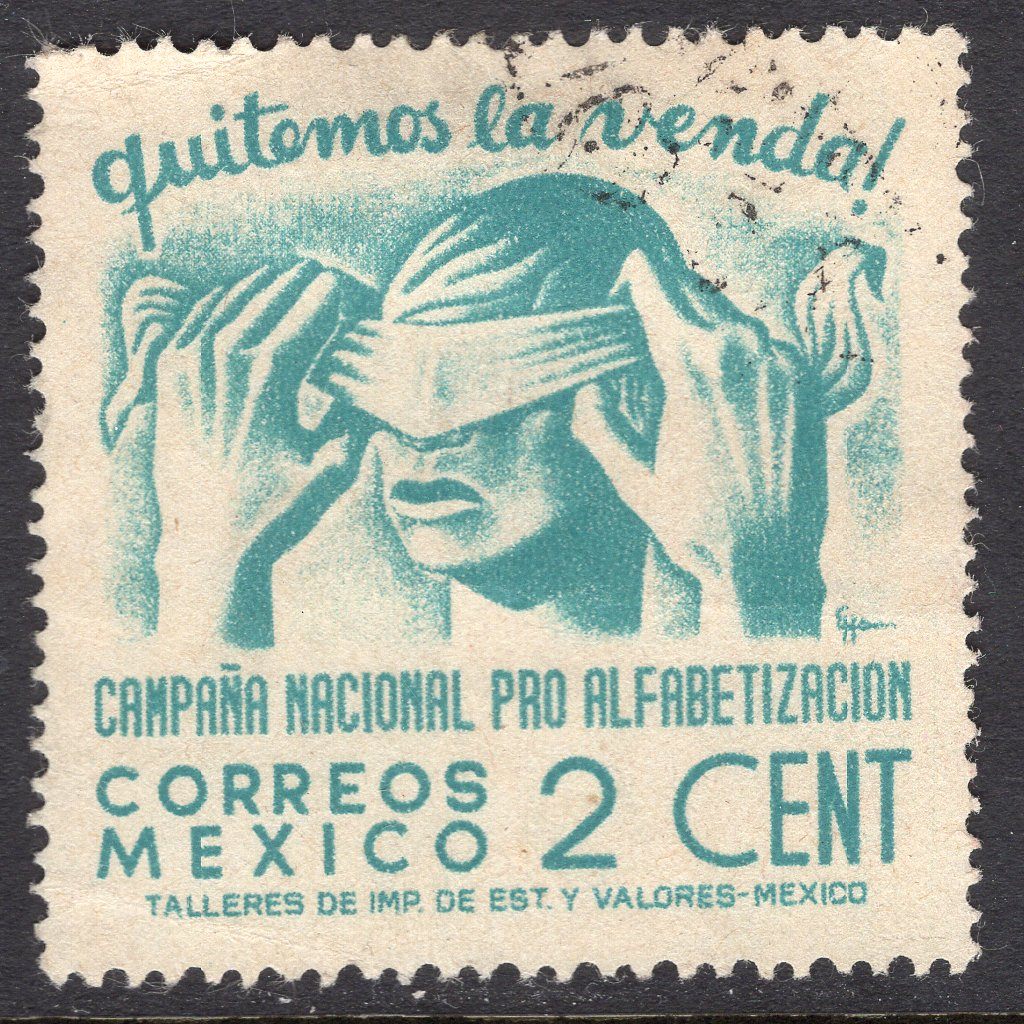 quitemos la venda!
CAMPAÑA NACIONAL PRO ALFABETIZACION
CORREOS
MEXICO 2 CENT
TALLERES DE IMP. DE EST. Y VALORES-MEXICO